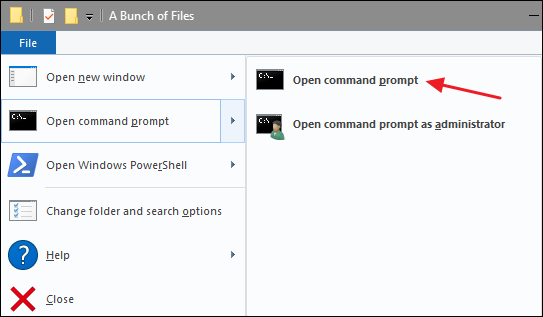 A Bunch of Files
File
Open new window
Open command prompt
Open Windows PowerShell
Change folder and search options
Help
Close
C:\_
Open command prompt
C:\_
Open command prompt as administrator